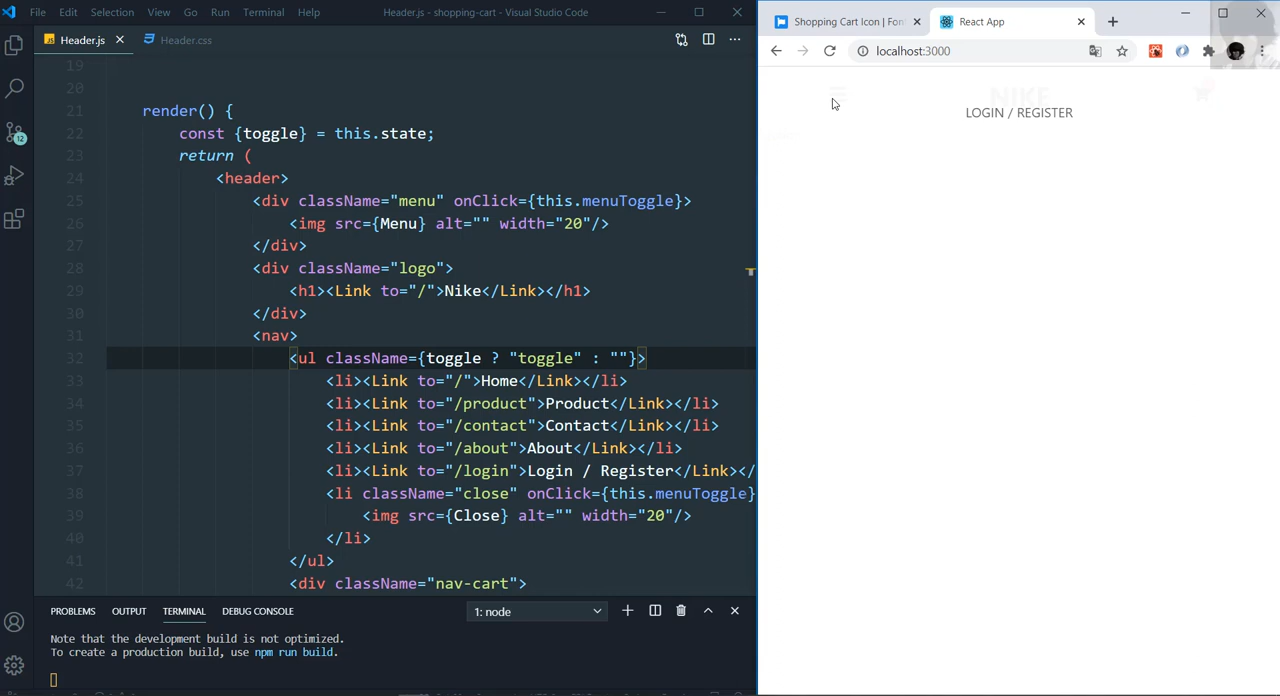 File Edit Selection View Go Run Terminal Help Header.js - shopping-cart - Visual Studio Code
Header.js Header.css
19
20
21 render() {
22 const {toggle} = this.state;
23 return (
24 <header>
25 <div className="menu" onClick={this.menuToggle}>
26 <img src={Menu} alt="" width="20"/>
27 </div>
28 <div className="logo">
29 <h1><Link to="/">Nike</Link></h1>
30 </div>
31 <nav>
32 <ul className={toggle ? "toggle" : ""}>
33 <li><Link to="/">Home</Link></li>
34 <li><Link to="/product">Product</Link></li>
35 <li><Link to="/contact">Contact</Link></li>
36 <li><Link to="/about">About</Link></li>
37 <li><Link to="/login">Login / Register</Link></
38 <li className="close" onClick={this.menuToggle}
39 <img src={Close} alt="" width="20"/>
40 </li>
41 </ul>
42 <div className="nav-cart">
12
PROBLEMS OUTPUT TERMINAL DEBUG CONSOLE 1: node
Note that the development build is not optimized.
To create a production build, use npm run build.
Shopping Cart Icon | Fon React App
localhost:3000
NIKE
LOGIN / REGISTER